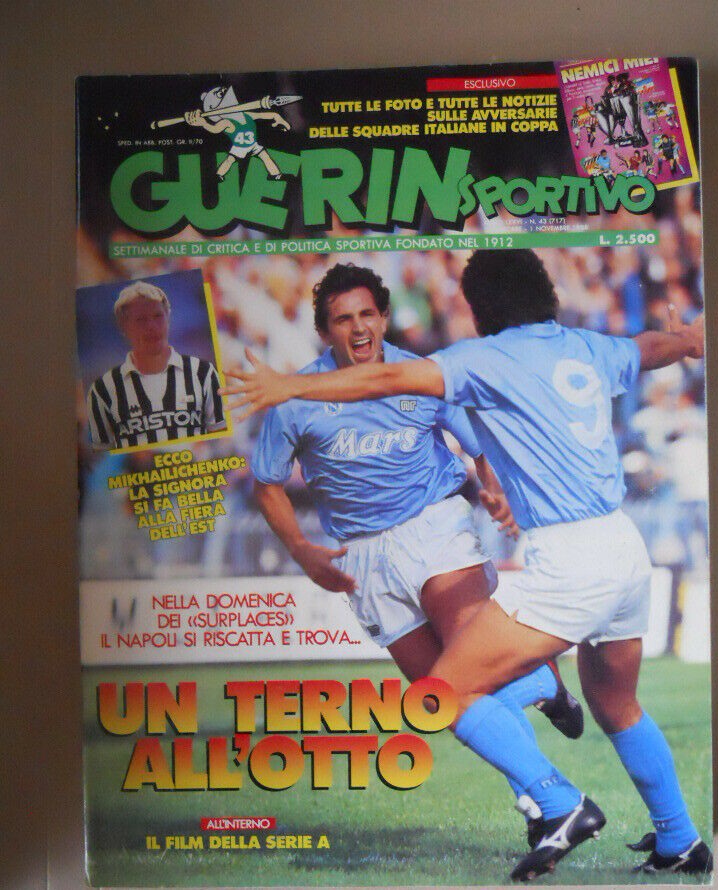 ESCLUSIVO
TUTTE LE FOTO E TUTTE LE NOTIZIE
SULLE AVVERSARIE
DELLE SQUADRE ITALIANE IN COPPA
NEMICI MIEI
SPED. IN ABB. POST. GR. II/70
43
GUERIN SPORTIVO
LXXVI - N. 43 (717)
1 NOVEMBRE
SETTIMANALE DI CRITICA E DI POLITICA SPORTIVA FONDATO NEL 1912
L. 2.500
ARISTON
ECCO
MIKHAILICHENKO:
LA SIGNORA
SI FA BELLA
ALLA FIERA
DELL'EST
NR
Mars
9
NELLA DOMENICA
DEI «SURPLACES»
IL NAPOLI SI RISCATTA E TROVA...
UN TERNO
ALL'OTTO
ALL'INTERNO
IL FILM DELLA SERIE A